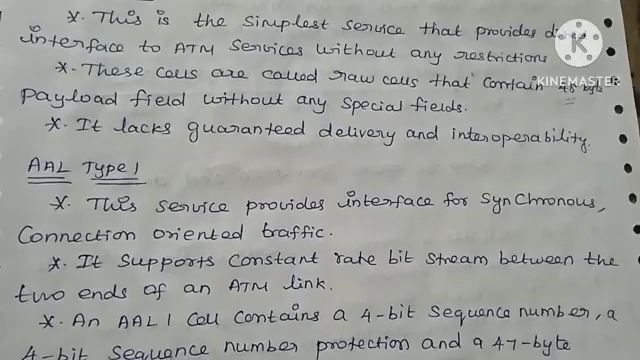 *. This is the simplest service that provides
interface to ATM services without any restrictions
*. These cells are called raw cells that contain 48 byte
payload field without any special fields.
*. It lacks guaranteed delivery and interoperability.
AAL Type 1
*. This service provides interface for synchronous,
connection oriented traffic.
*. It supports constant rate bit stream between the
two ends of an ATM link.
*. An AAL 1 cell contains a 4-bit sequence number, a
4-bit sequence number protection and a 47-byte
KINEMASTER